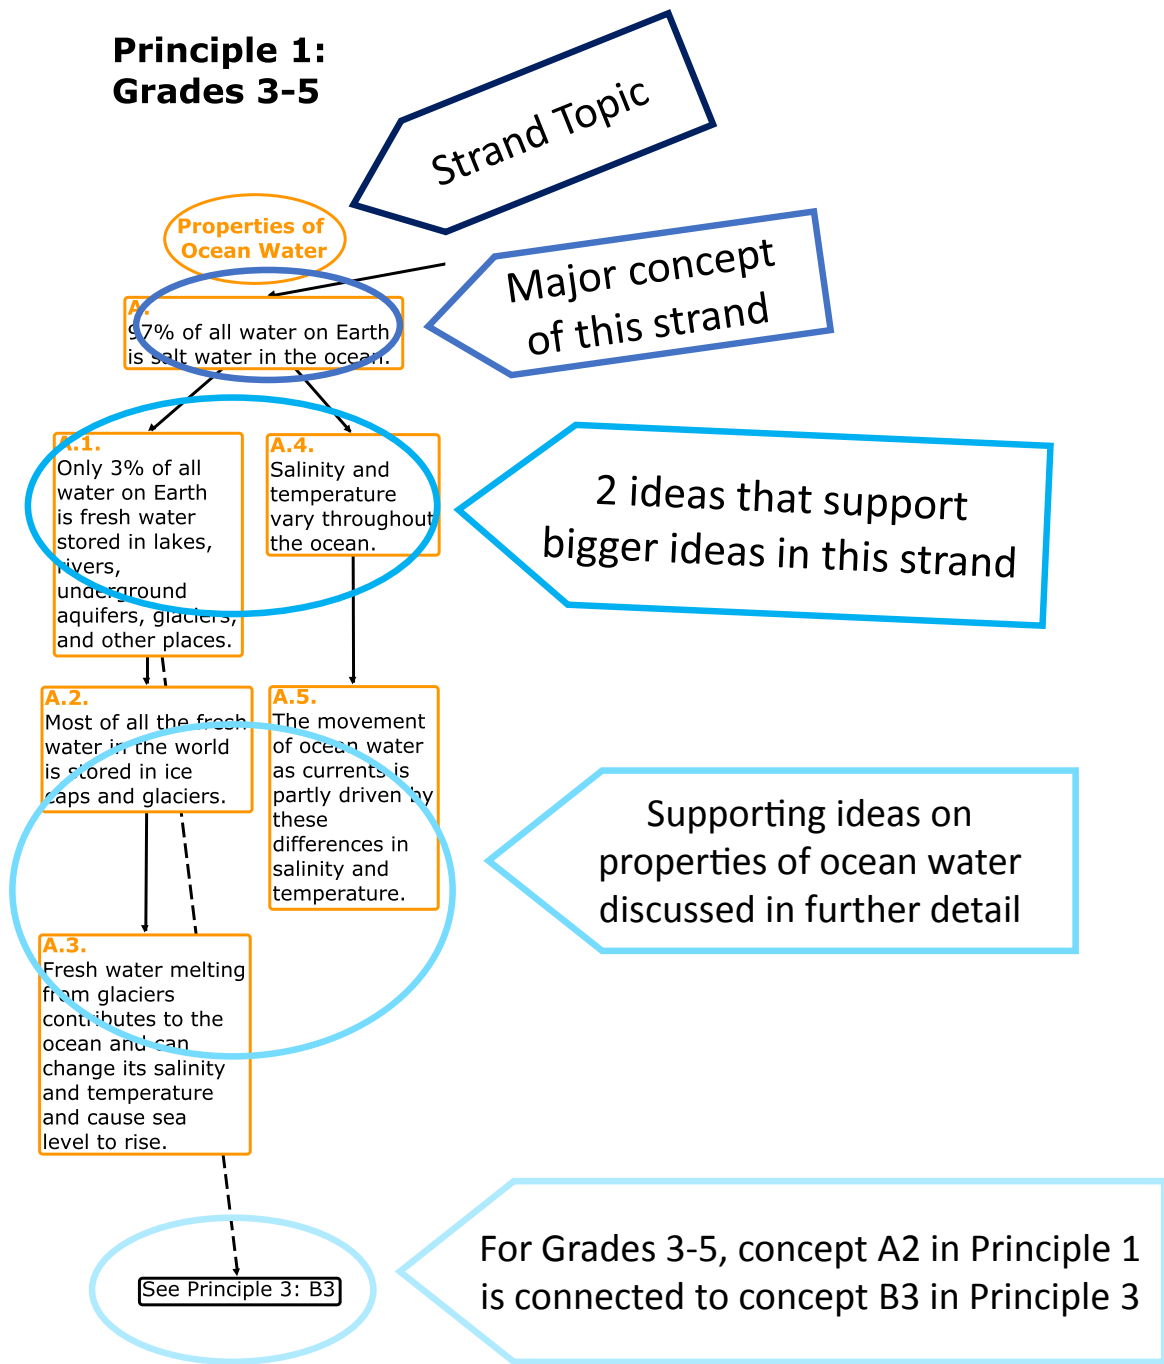 Principle 1:
Grades 3-5
Strand Topic
Properties of
Ocean Water
Major concept
of this strand
A.
97% of all water on Earth
is salt water in the ocean.
A.1.
Only 3% of all
water on Earth
is fresh water
stored in lakes,
rivers,
underground
aquifers, glaciers,
and other places.
A.4.
Salinity and
temperature
vary throughout
the ocean.
2 ideas that support
bigger ideas in this strand
A.2.
Most of all the fresh
water in the world
is stored in ice
caps and glaciers.
A.5.
The movement
of ocean water
as currents is
partly driven by
these
differences in
salinity and
temperature.
Supporting ideas on
properties of ocean water
discussed in further detail
A.3.
Fresh water melting
from glaciers
contributes to the
ocean and can
change its salinity
and temperature
and cause sea
level to rise.
See Principle 3: B3
For Grades 3-5, concept A2 in Principle 1
is connected to concept B3 in Principle 3